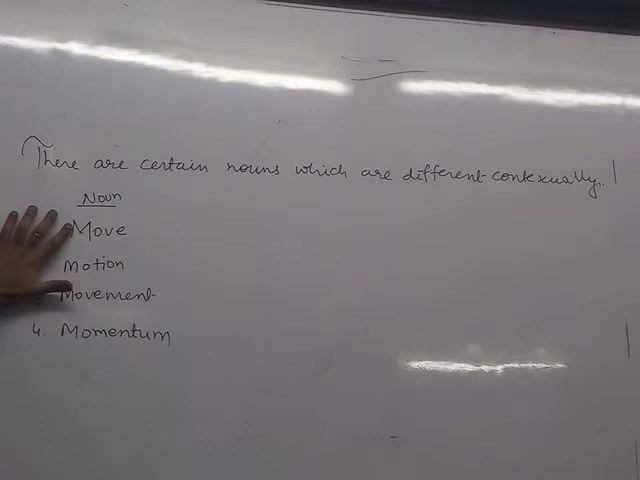 There are certain nouns which are different contexually.
Noun
Move
Motion
Movement
4. Momentum